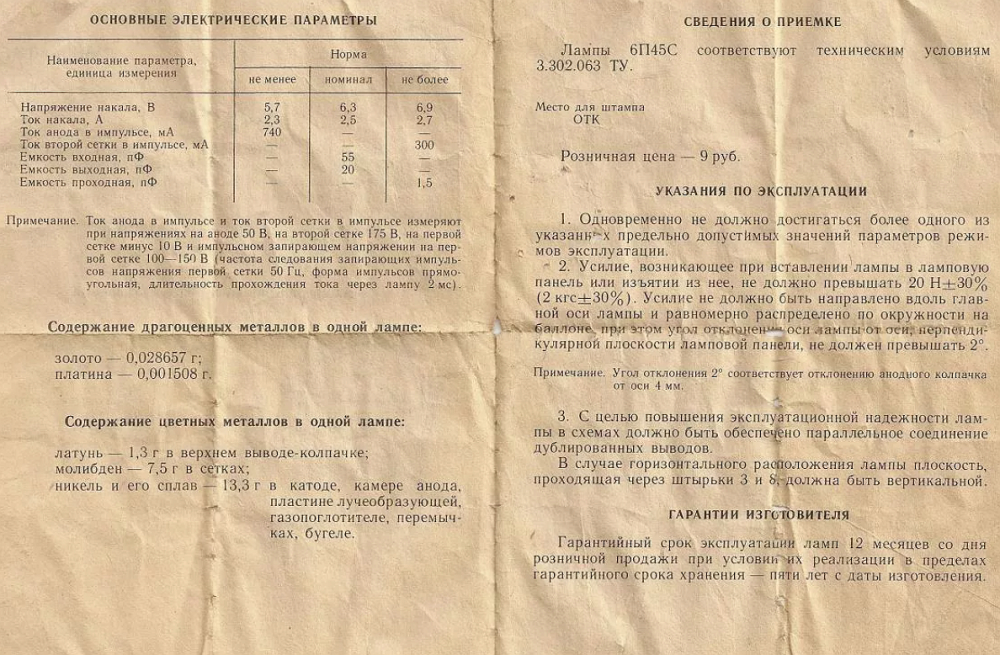 ОСНОВНЫЕ ЭЛЕКТРИЧЕСКИЕ ПАРАМЕТРЫ
Наименование параметра, единица измерения
Норма
не менее номинал не более
Напряжение накала, В 5,7 6,3 6,9
Ток накала, А 2,3 2,5 2,7
Ток анода в импульсе, мА 740 — —
Ток второй сетки в импульсе, мА — — 300
Емкость входная, пФ — 55 —
Емкость выходная, пФ — 20 —
Емкость проходная, пФ — — 1,5
Примечание. Ток анода в импульсе и ток второй сетки в импульсе измеряют
при напряжениях на аноде 50 В, на второй сетке 175 В, на первой
сетке минус 10 В и импульсном запирающем напряжении на пер-
вой сетке 100—150 В (частота следования запирающих импуль-
сов напряжения первой сетки 50 Гц, форма импульсов прямо-
угольная, длительность прохождения тока через лампу 2 мс).
Содержание драгоценных металлов в одной лампе:
золото — 0,028657 г;
платина — 0,001508 г.
Содержание цветных металлов в одной лампе:
латунь — 1,3 г в верхнем выводе-колпачке;
молибден — 7,5 г в сетках;
никель и его сплав — 13,3 г в катоде, камере анода,
пластине лучеобразующей,
газопоглотителе, перемыч-
ках, бугеле.
СВЕДЕНИЯ О ПРИЕМКЕ
Лампы 6П45С соответствуют техническим условиям
3.302.063 ТУ.
Место для штампа
ОТК
Розничная цена — 9 руб.
УКАЗАНИЯ ПО ЭКСПЛУАТАЦИИ
1. Одновременно не должно достигаться более одного из
указанных предельно допустимых значений параметров режи-
мов эксплуатации.
2. Усилие, возникающее при вставлении лампы в ламповую
панель или изъятии из нее, не должно превышать 20 Н±30%
(2 кгс±30%). Усилие не должно быть направлено вдоль глав-
ной оси лампы и равномерно распределено по окружности на
баллоне, при этом угол отклонения оси лампы от оси, перпенди-
кулярной плоскости ламповой панели, не должен превышать 2°.
Примечание. Угол отклонения 2° соответствует отклонению анодного колпачка
от оси 4 мм.
3. С целью повышения эксплуатационной надежности лам-
пы в схемах должно быть обеспечено параллельное соединение
дублированных выводов.
В случае горизонтального расположения лампы плоскость,
проходящая через штырьки 3 и 8, должна быть вертикальной.
ГАРАНТИИ ИЗГОТОВИТЕЛЯ
Гарантийный срок эксплуатации ламп 12 месяцев со дня
розничной продажи при условии их реализации в пределах
гарантийного срока хранения — пяти лет с даты изготовления.